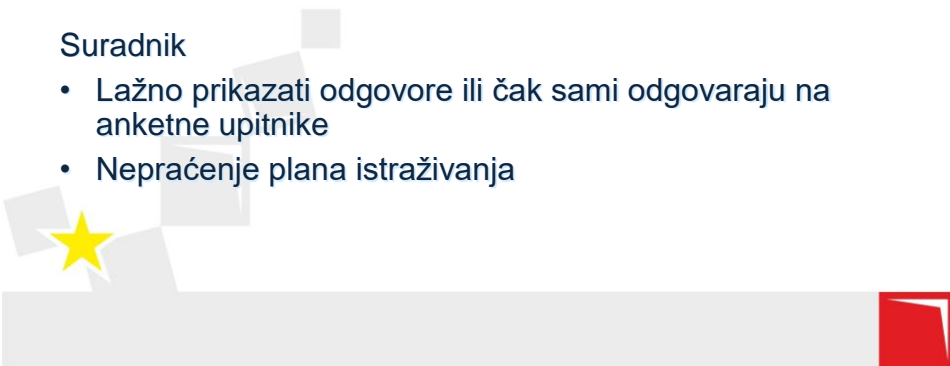 Suradnik
• Lažno prikazati odgovore ili čak sami odgovaraju na
anketne upitnike
• Nepraćenje plana istraživanja